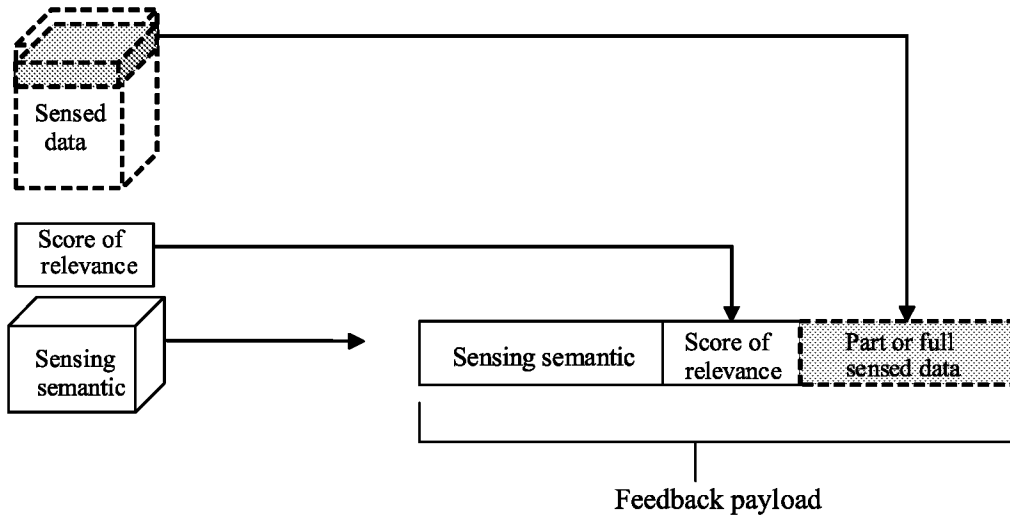 Sensed
data
Score of
relevance
Sensing
semantic
Sensing semantic
Score of
relevance
Part or full
sensed data
Feedback payload